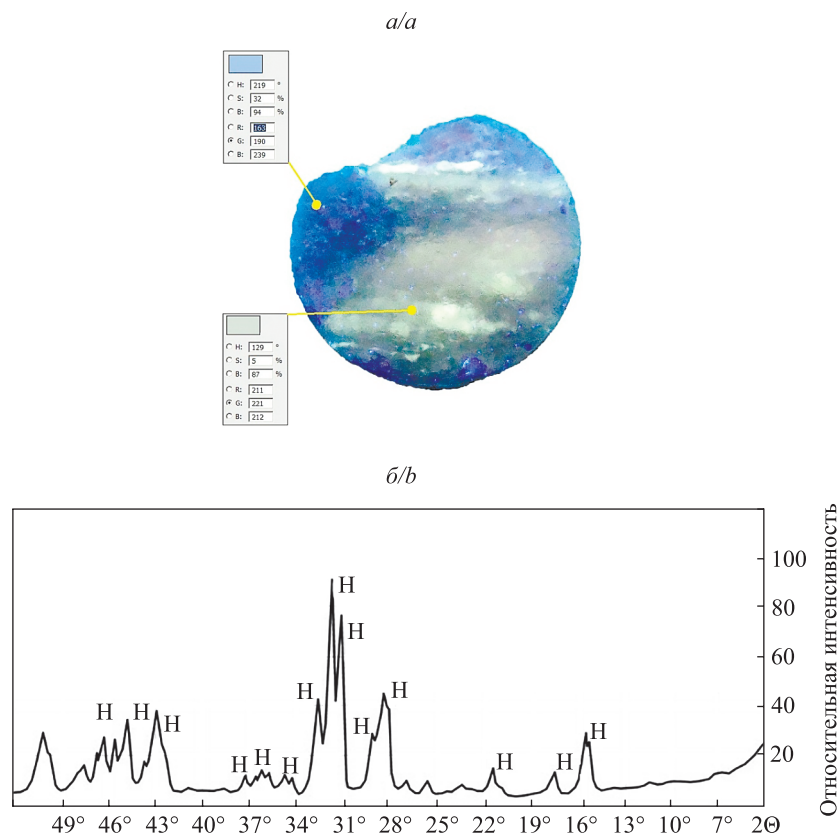 а/a
H: 219 °
S: 32 %
B: 94 %
R: 163
G: 190
B: 239
H: 129 °
S: 5 %
B: 87 %
R: 211
G: 221
B: 212
б/b
H H H H H H H H H H H H H H H
100
80
60
40
20
Относительная интенсивность
49° 46° 43° 40° 37° 34° 31° 28° 25° 22° 19° 16° 13° 10° 7° 2Θ